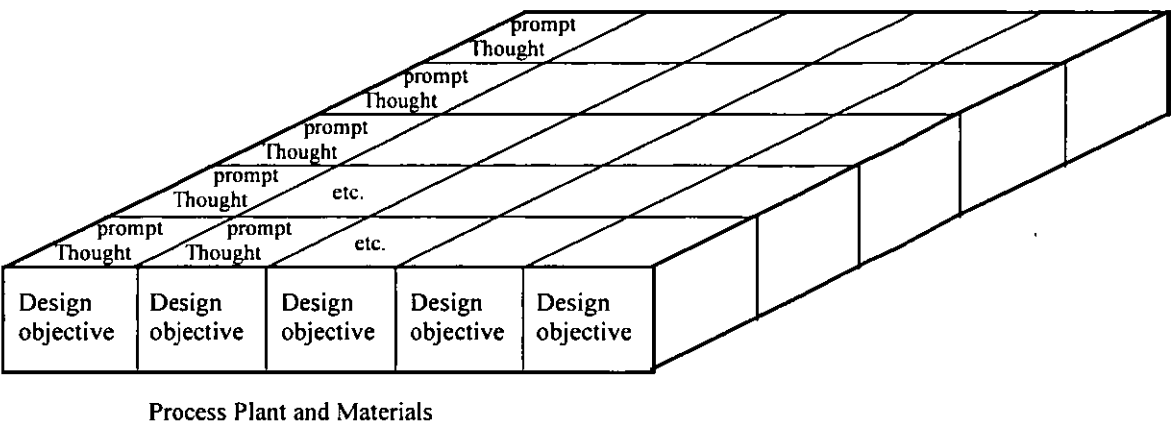 prompt
Thought
prompt
Thought
prompt
Thought
prompt
Thought
etc.
prompt
Thought
prompt
Thought
etc.
Design
objective
Design
objective
Design
objective
Design
objective
Design
objective
Process Plant and Materials